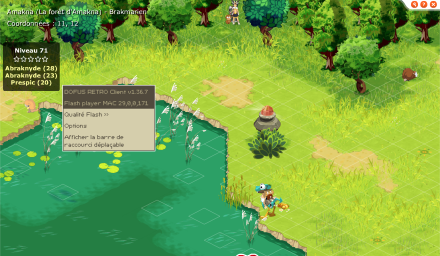 Amakna (La forêt d'Amakna) - Brakmarien
Coordonnées : 11, 12
Niveau 71
Abraknyde (28)
Abraknyde (23)
Prespic (20)
DOFUS RETRO Client v1.36.7
Flash player MAC 29,0,0,171
Qualité Flash >>
Options
Afficher la barre de
raccourci déplaçable